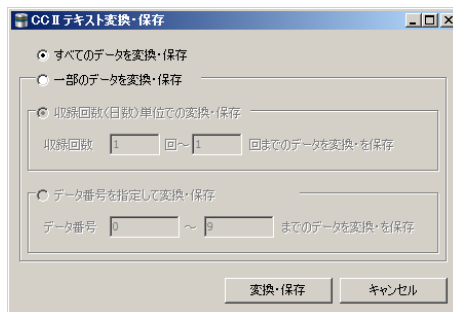 CCⅡテキスト変換・保存
すべてのデータを変換・保存
一部のデータを変換・保存
収録回数(日数)単位での変換・保存
収録回数 1 回～ 1 回までのデータを変換・を保存
データ番号を指定して変換・保存
データ番号 0 ～ 9 までのデータを変換・を保存
変換・保存 キャンセル